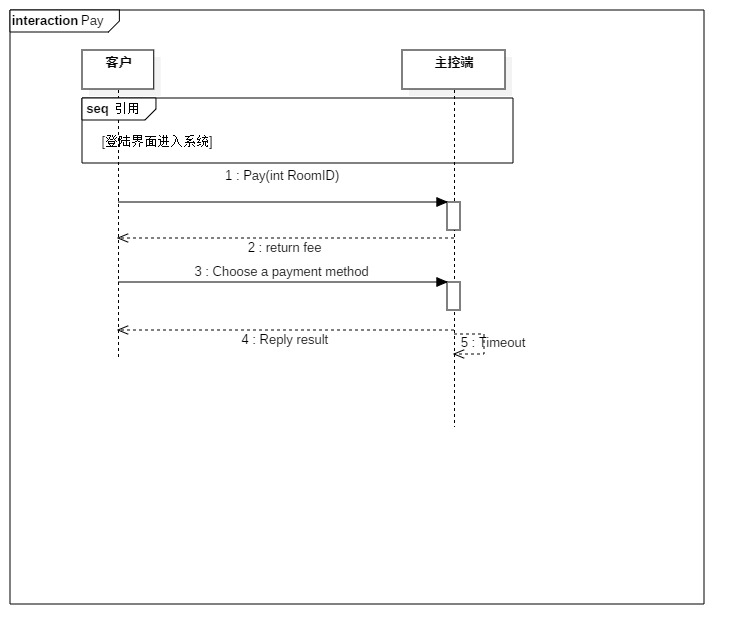 interaction Pay
客户
主控端
seq 引用
[登陆界面进入系统]
1 : Pay(int RoomID)
2 : return fee
3 : Choose a payment method
4 : Reply result
5 : Timeout